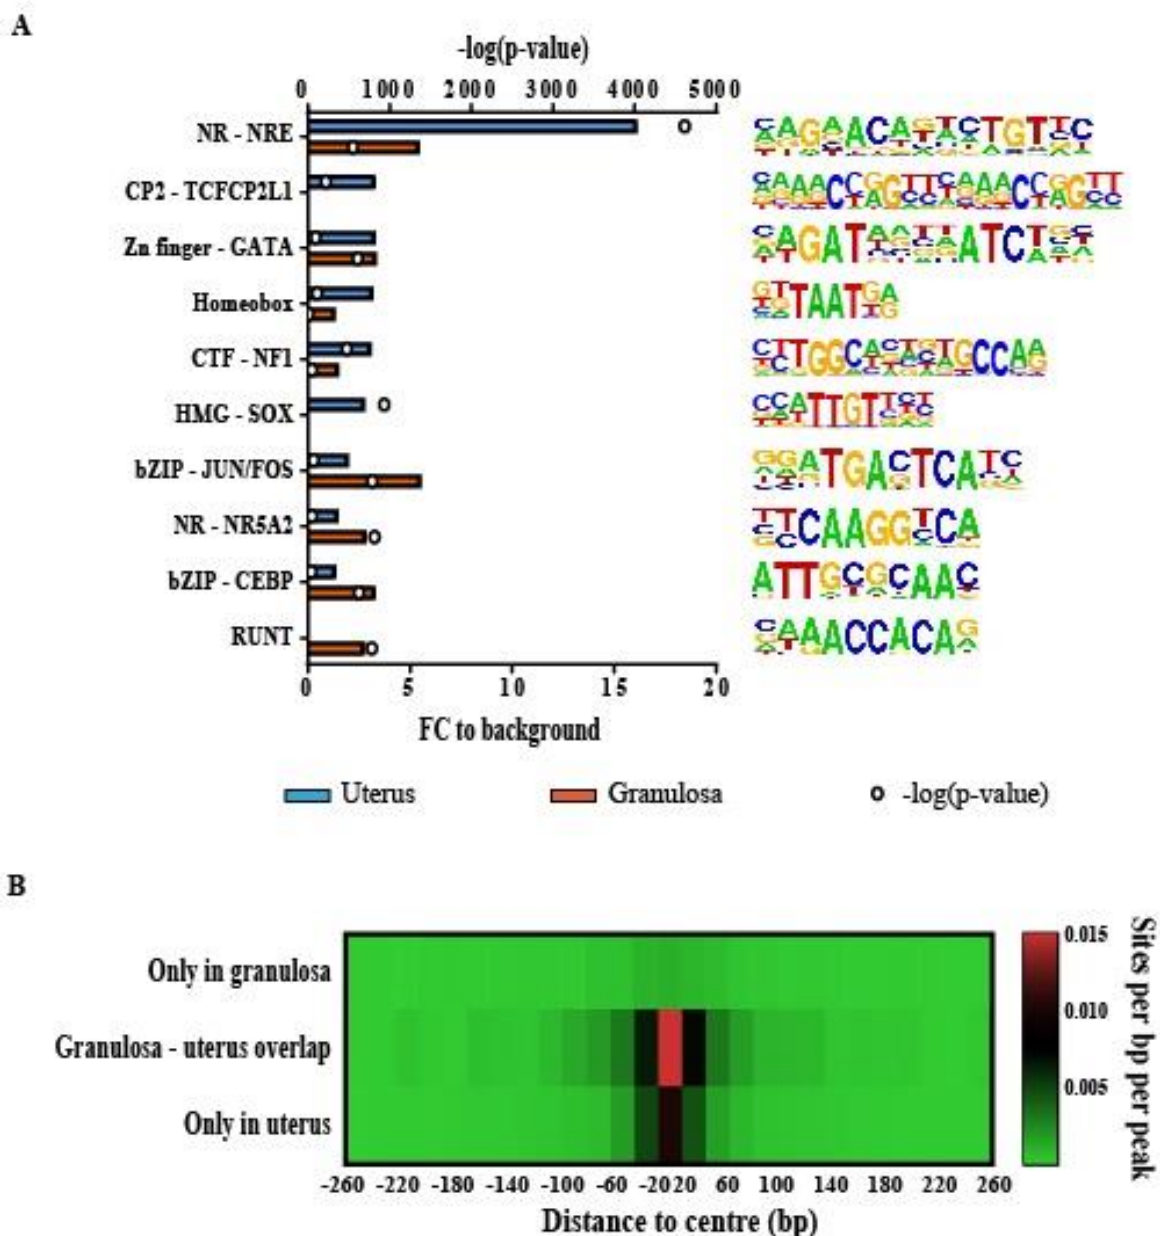 A
-log(p-value)
0 1000 2000 3000 4000 5000
NR - NRE
CP2 - TCFCP2L1
Zn finger - GATA
Homeobox
CTF - NF1
HMG - SOX
bZIP - JUN/FOS
NR - NR5A2
bZIP - CEBP
RUNT
0 5 10 15 20
FC to background
Uterus Granulosa -log(p-value)
B
Only in granulosa
Granulosa - uterus overlap
Only in uterus
0.015
0.010
0.005
Sites per bp per peak
-260 -220 -180 -140 -100 -60 -20 20 60 100 140 180 220 260
Distance to centre (bp)